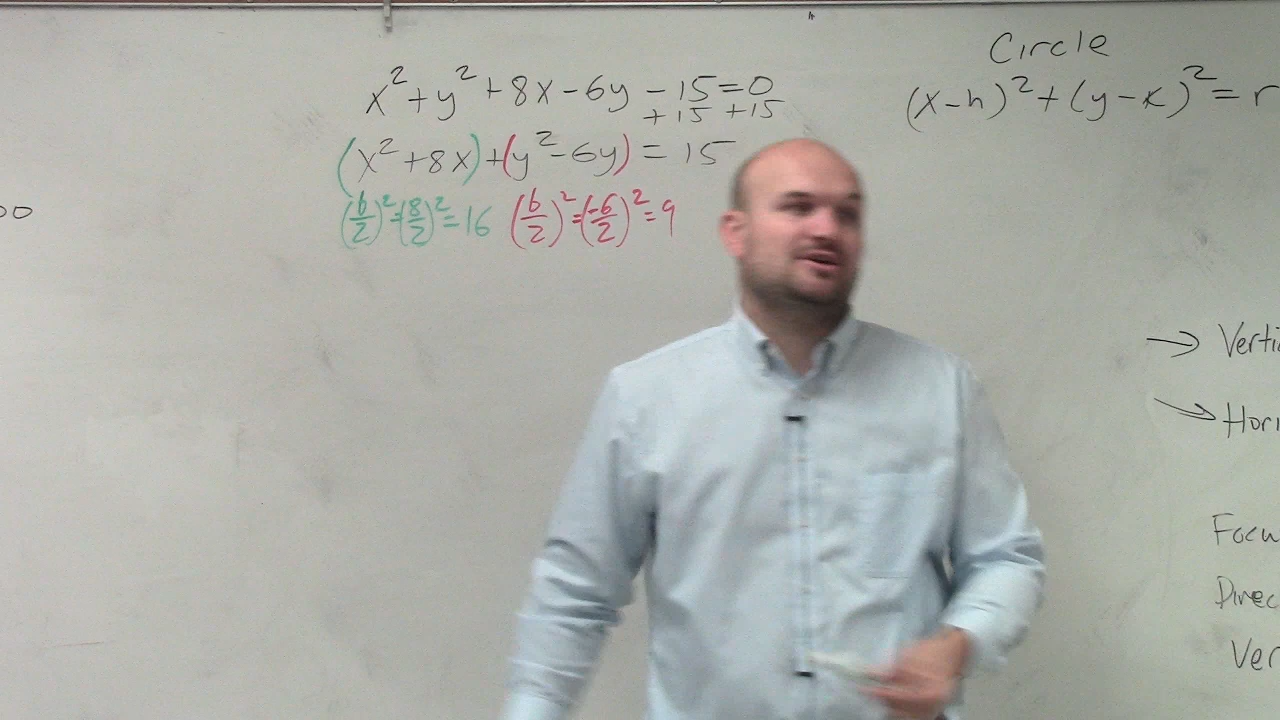 x² + y² + 8x - 6y - 15 = 0
+ 15 + 15
(x² + 8x) + (y² - 6y) = 15
(b/2)² = (8/2)² = 16 (b/2)² = (-6/2)² = 9
Circle
(x - h)² + (y - k)² = r
→ Verti
→ Hori
Focu
Direc
Ver